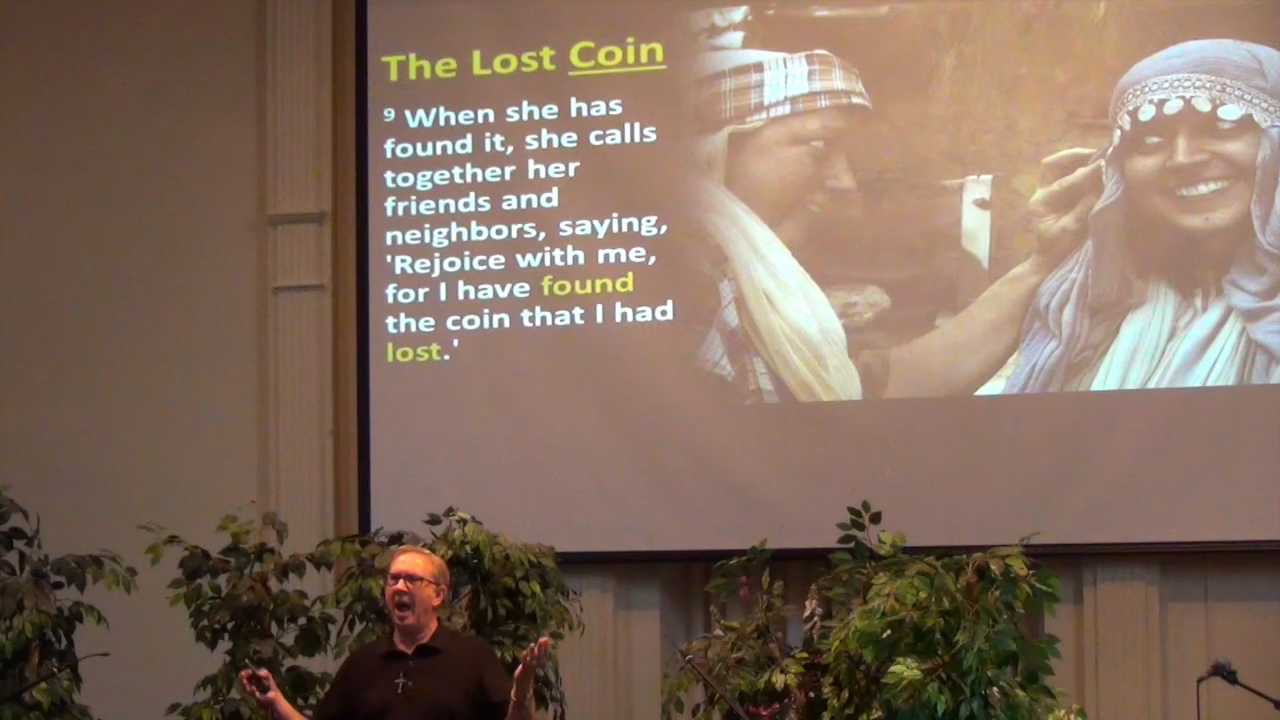 The Lost Coin
⁹ When she has
found it, she calls
together her
friends and
neighbors, saying,
'Rejoice with me,
for I have found
the coin that I had
lost.'